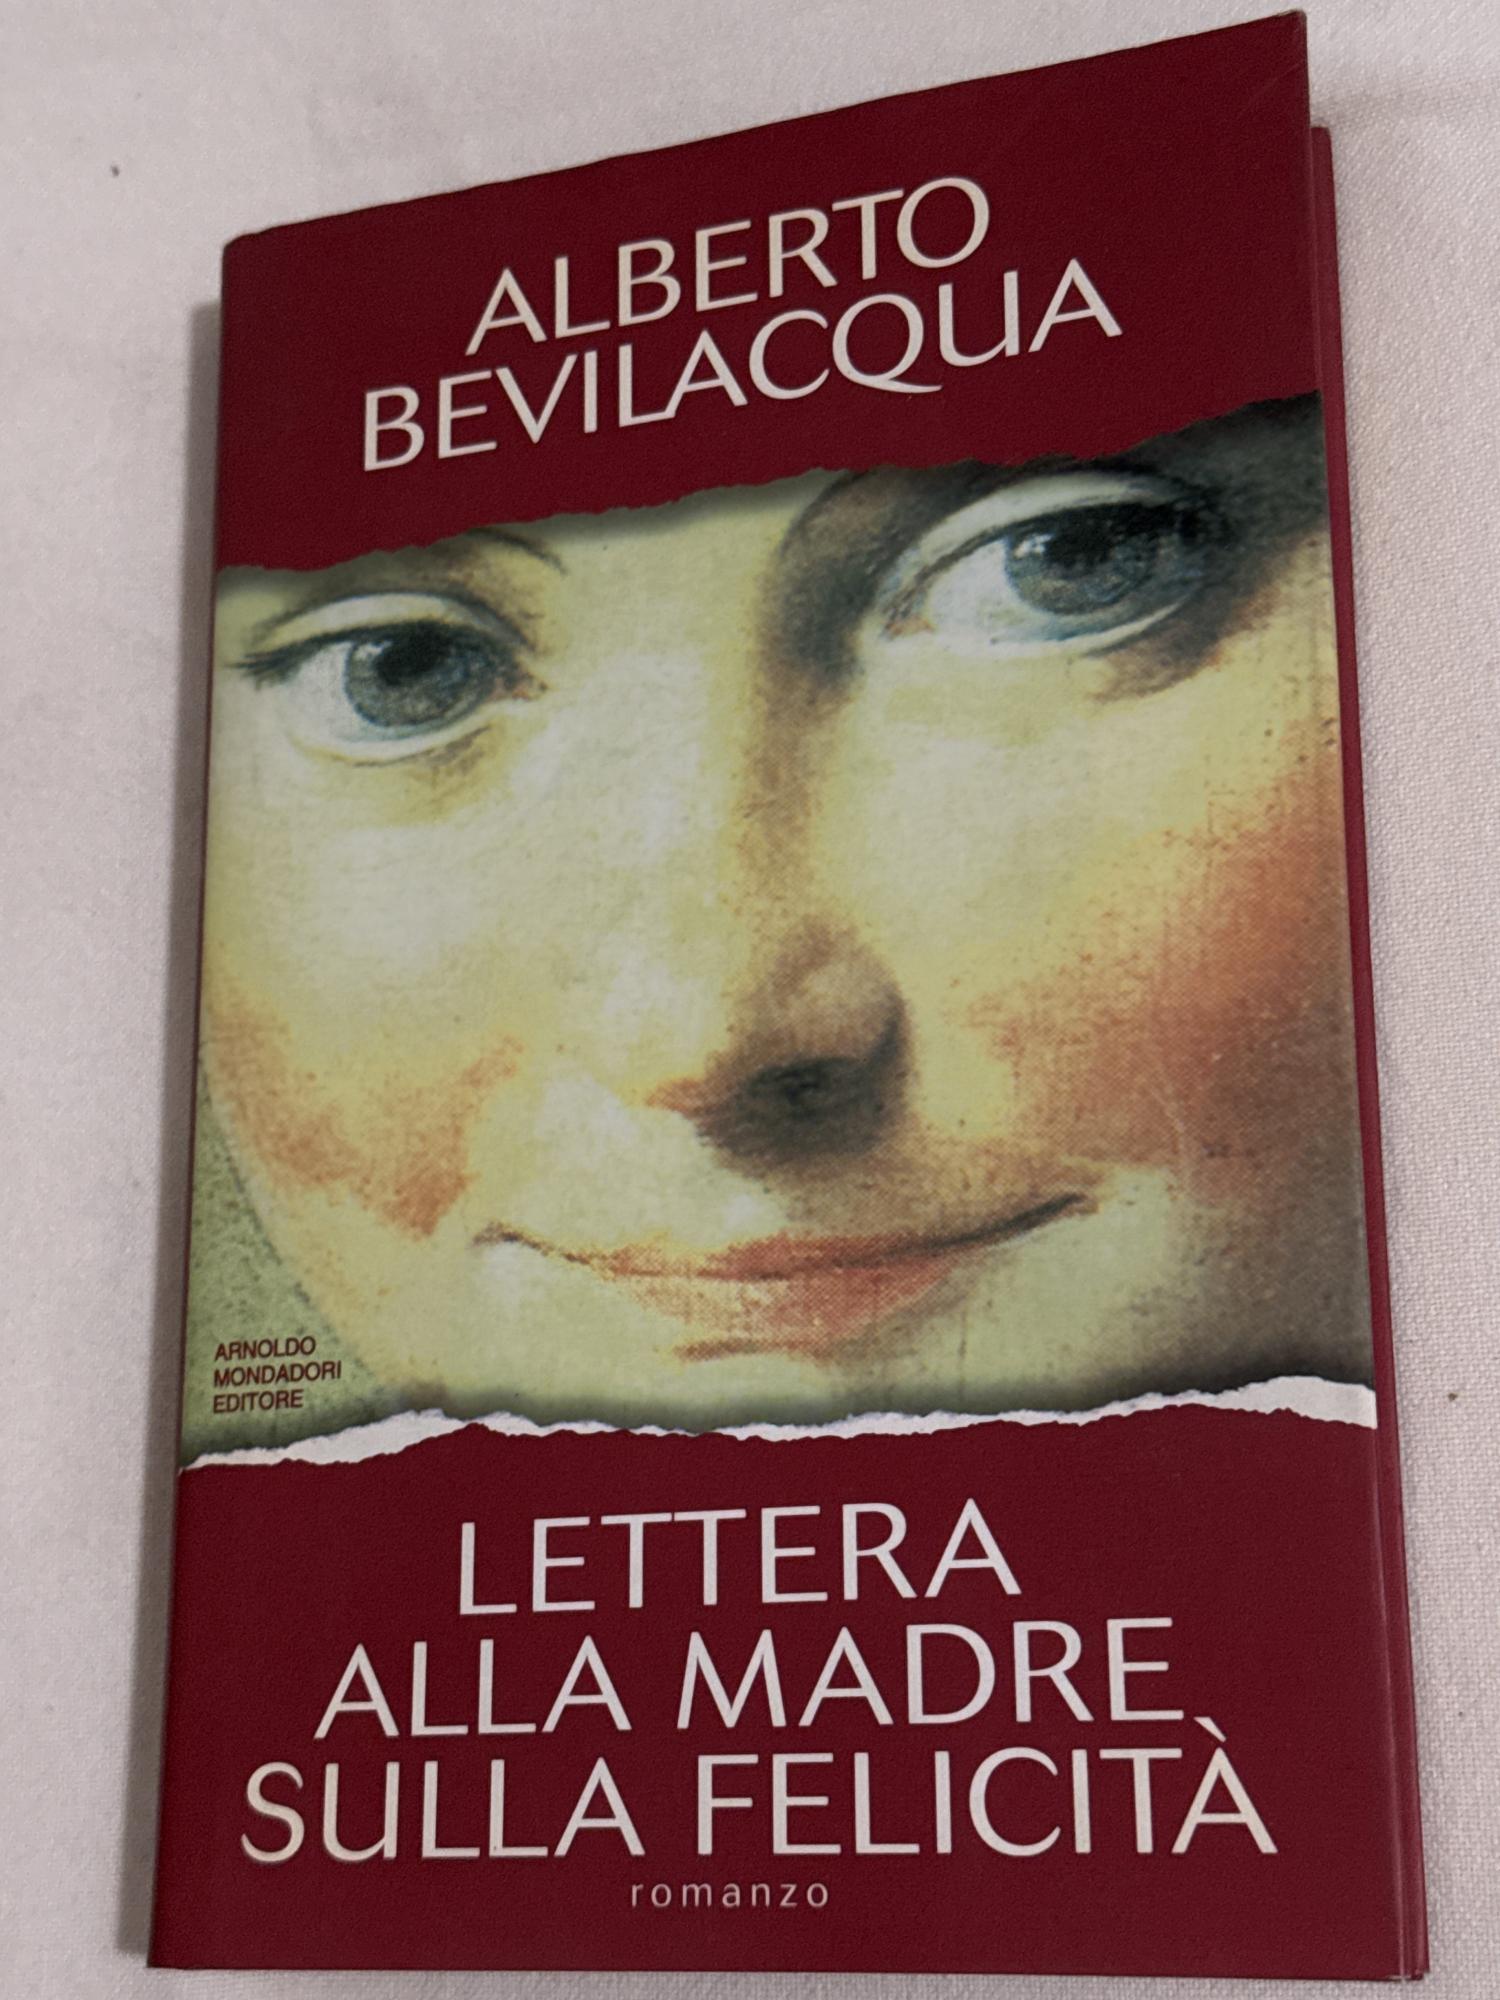 ALBERTO
BEVILACQUA
ARNOLDO
MONDADORI
EDITORE
LETTERA
ALLA MADRE
SULLA FELICITÀ
romanzo